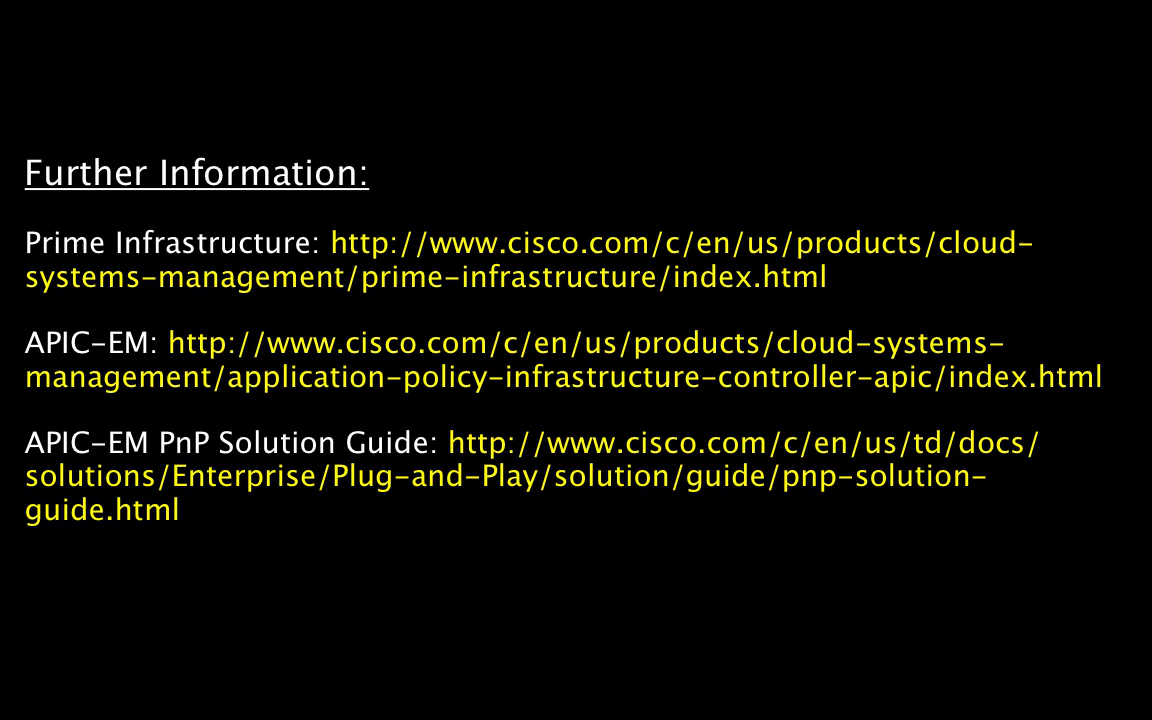 Further Information:
Prime Infrastructure: http://www.cisco.com/c/en/us/products/cloud-
systems-management/prime-infrastructure/index.html
APIC-EM: http://www.cisco.com/c/en/us/products/cloud-systems-
management/application-policy-infrastructure-controller-apic/index.html
APIC-EM PnP Solution Guide: http://www.cisco.com/c/en/us/td/docs/
solutions/Enterprise/Plug-and-Play/solution/guide/pnp-solution-
guide.html